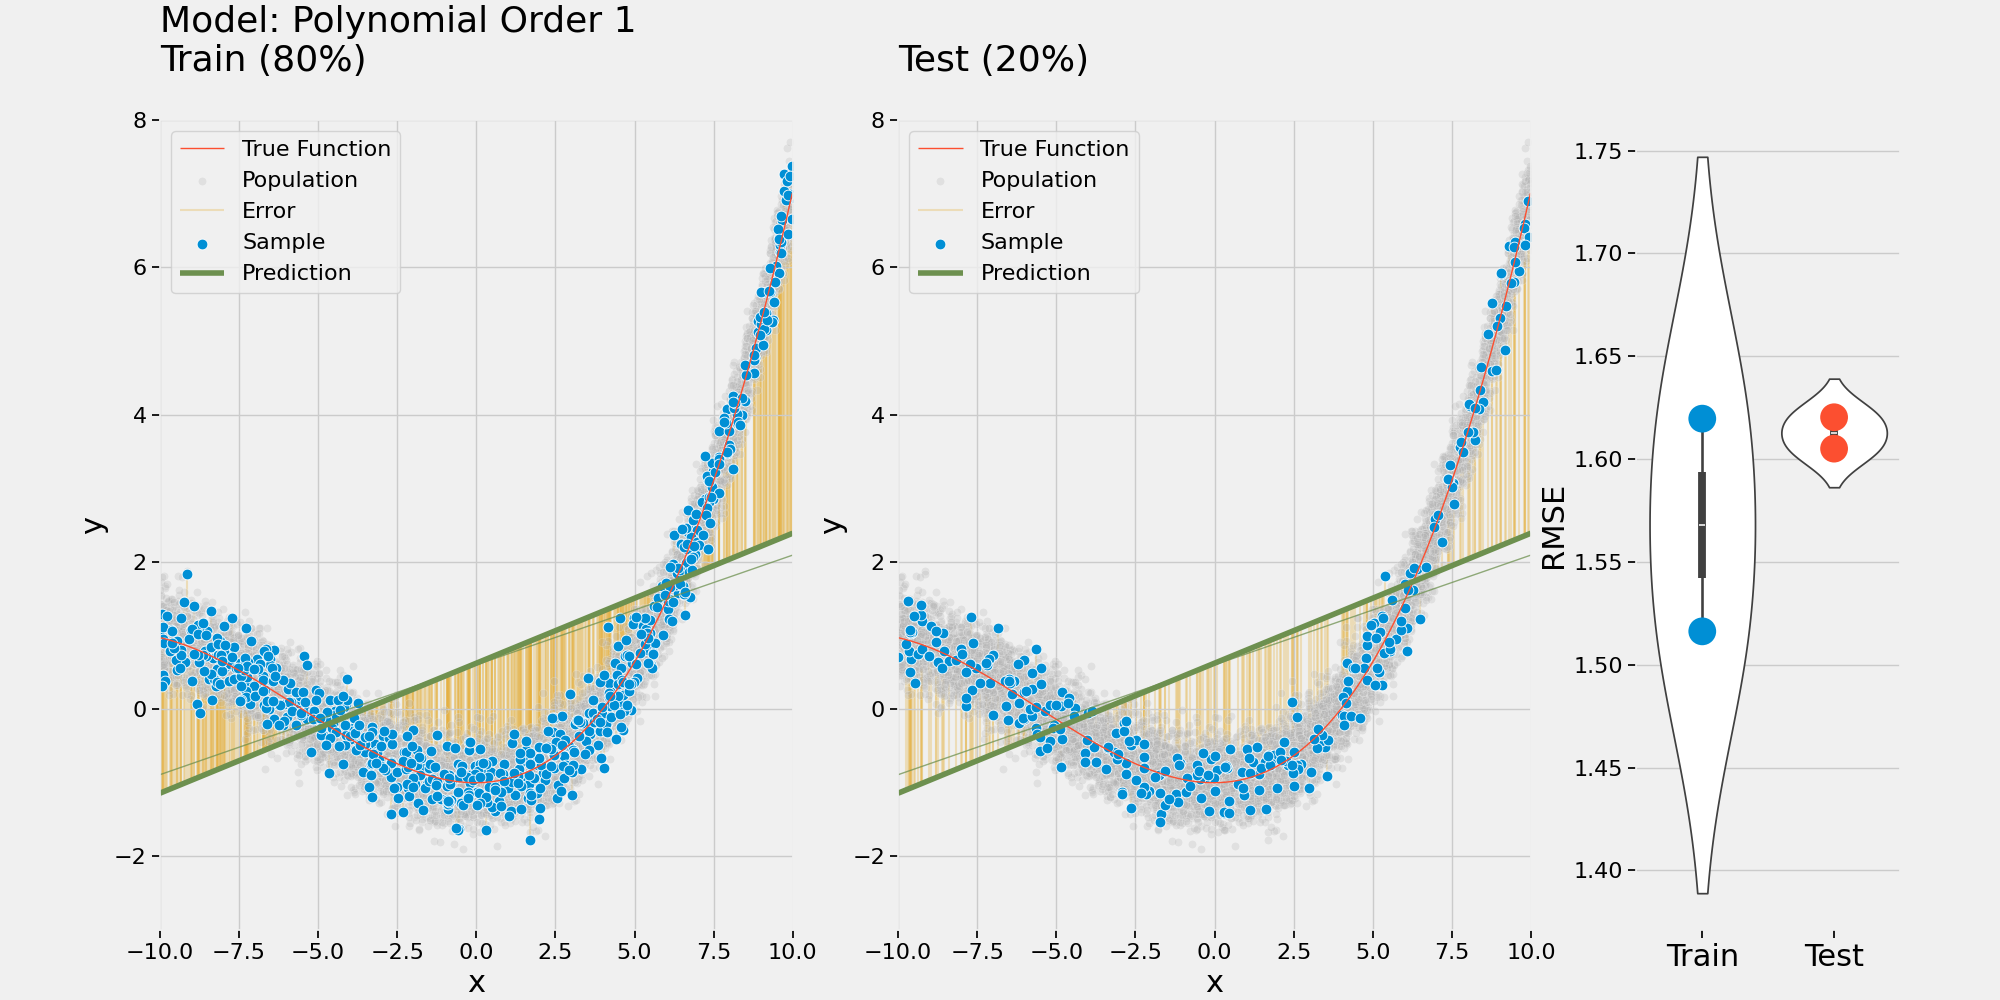 Model: Polynomial Order 1
Train (80%)
Test (20%)
8
6
4
2
0
−2
y
True Function
Population
Error
Sample
Prediction
−10.0 −7.5 −5.0 −2.5 0.0 2.5 5.0 7.5 10.0
x
8
6
4
2
0
−2
y
True Function
Population
Error
Sample
Prediction
−10.0 −7.5 −5.0 −2.5 0.0 2.5 5.0 7.5 10.0
x
1.75
1.70
1.65
1.60
1.55
1.50
1.45
1.40
RMSE
Train Test